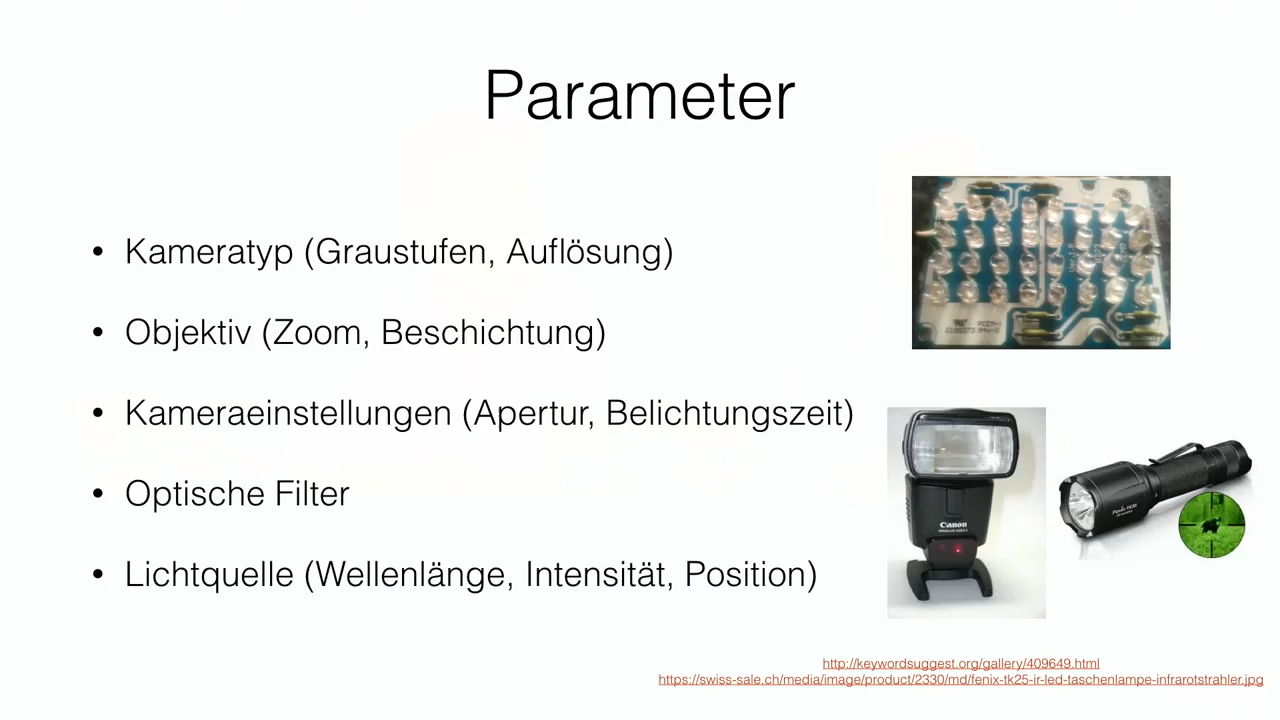 Parameter
• Kameratyp (Graustufen, Auflösung)
• Objektiv (Zoom, Beschichtung)
• Kameraeinstellungen (Apertur, Belichtungszeit)
• Optische Filter
• Lichtquelle (Wellenlänge, Intensität, Position)
Canon
http://keywordsuggest.org/gallery/409649.html
https://swiss-sale.ch/media/image/product/2330/md/fenix-tk25-ir-led-taschenlampe-infrarotstrahler.jpg